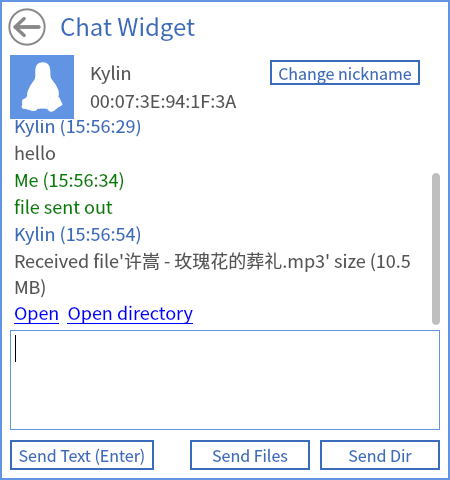 Chat Widget
Kylin
Change nickname
00:07:3E:94:1F:3A
Kylin (15:56:29)
hello
Me (15:56:34)
file sent out
Kylin (15:56:54)
Received file'许嵩 - 玫瑰花的葬礼.mp3' size (10.5
MB)
Open Open directory
Send Text (Enter) Send Files Send Dir